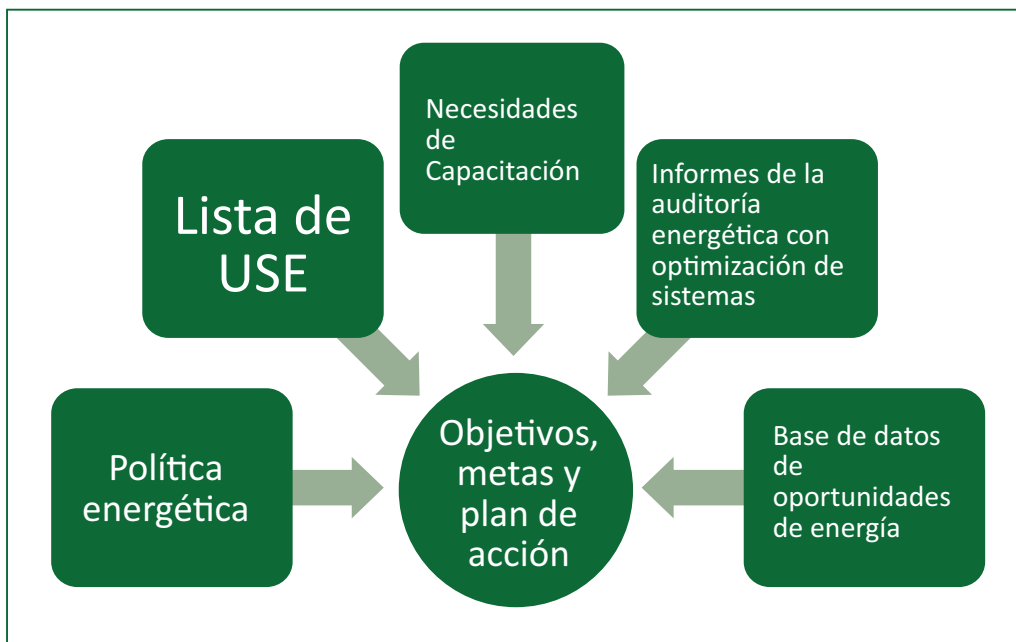 Necesidades
de
Capacitación
Lista de
USE
Informes de la
auditoría
energética con
optimización de
sistemas
Política
energética
Objetivos,
metas y
plan de
acción
Base de datos
de
oportunidades
de energía